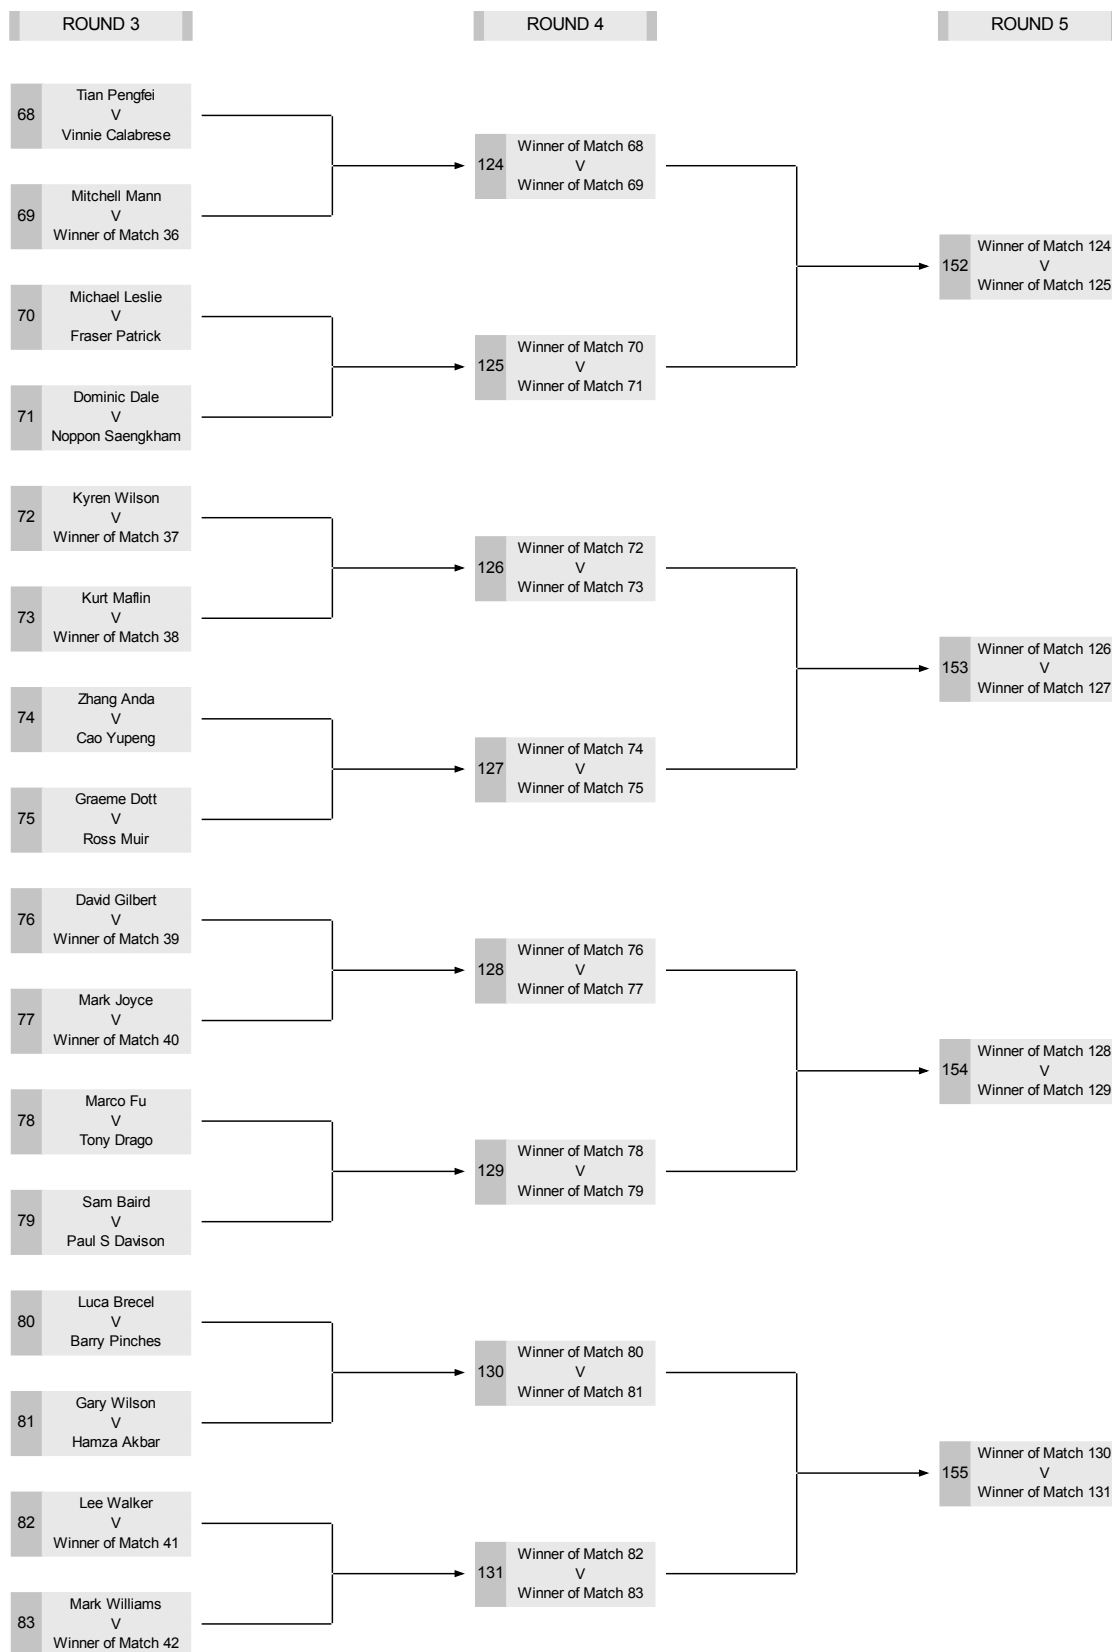 ROUND 3
ROUND 4
ROUND 5
68
Tian Pengfei
V
Vinnie Calabrese
69
Mitchell Mann
V
Winner of Match 36
70
Michael Leslie
V
Fraser Patrick
71
Dominic Dale
V
Noppon Saengkham
72
Kyren Wilson
V
Winner of Match 37
73
Kurt Maflin
V
Winner of Match 38
74
Zhang Anda
V
Cao Yupeng
75
Graeme Dott
V
Ross Muir
76
David Gilbert
V
Winner of Match 39
77
Mark Joyce
V
Winner of Match 40
78
Marco Fu
V
Tony Drago
79
Sam Baird
V
Paul S Davison
80
Luca Brecel
V
Barry Pinches
81
Gary Wilson
V
Hamza Akbar
82
Lee Walker
V
Winner of Match 41
83
Mark Williams
V
Winner of Match 42
124
Winner of Match 68
V
Winner of Match 69
125
Winner of Match 70
V
Winner of Match 71
126
Winner of Match 72
V
Winner of Match 73
127
Winner of Match 74
V
Winner of Match 75
128
Winner of Match 76
V
Winner of Match 77
129
Winner of Match 78
V
Winner of Match 79
130
Winner of Match 80
V
Winner of Match 81
131
Winner of Match 82
V
Winner of Match 83
152
Winner of Match 124
V
Winner of Match 125
153
Winner of Match 126
V
Winner of Match 127
154
Winner of Match 128
V
Winner of Match 129
155
Winner of Match 130
V
Winner of Match 131